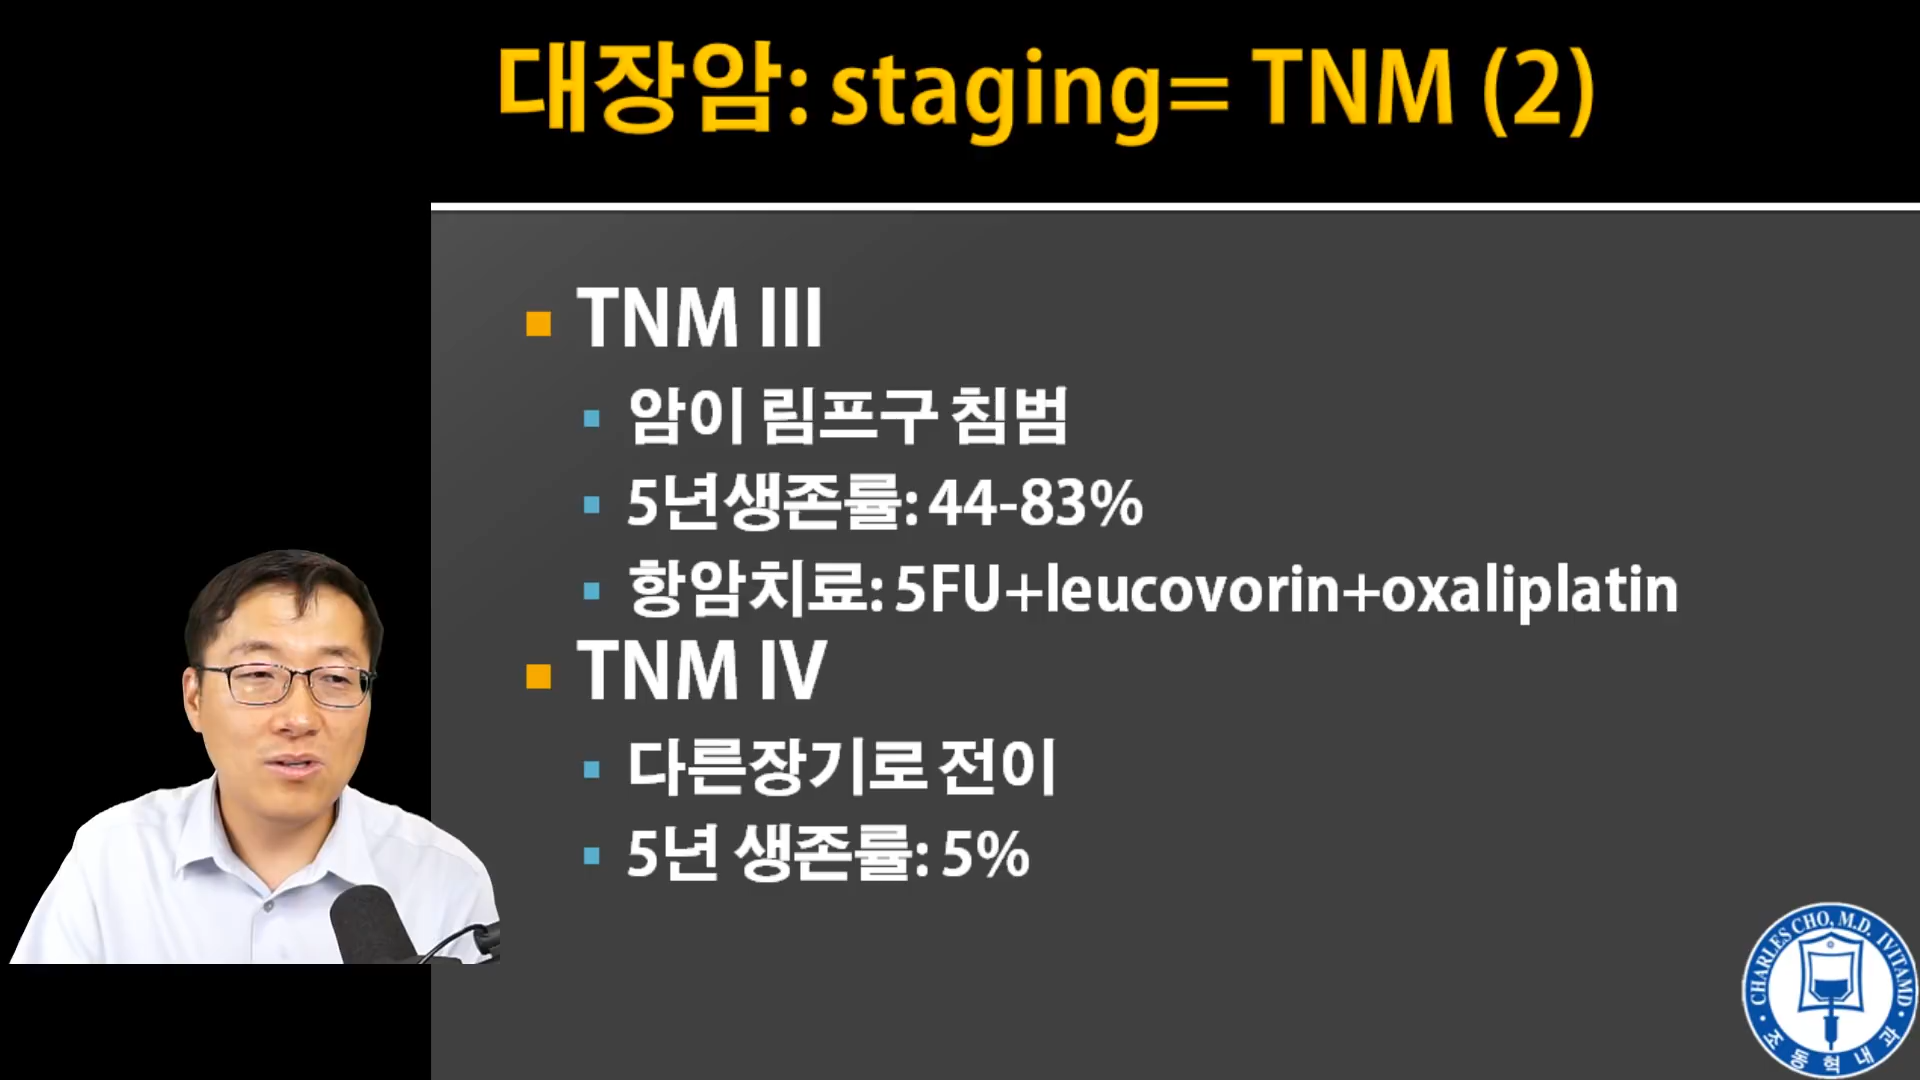 대장암: staging= TNM (2)
TNM III
암이 림프구 침범
5년생존률: 44-83%
항암치료: 5FU+leucovorin+oxaliplatin
TNM IV
다른장기로 전이
5년 생존률: 5%
CHARLES CHO, M.D. IVITAMD
조동혁내과